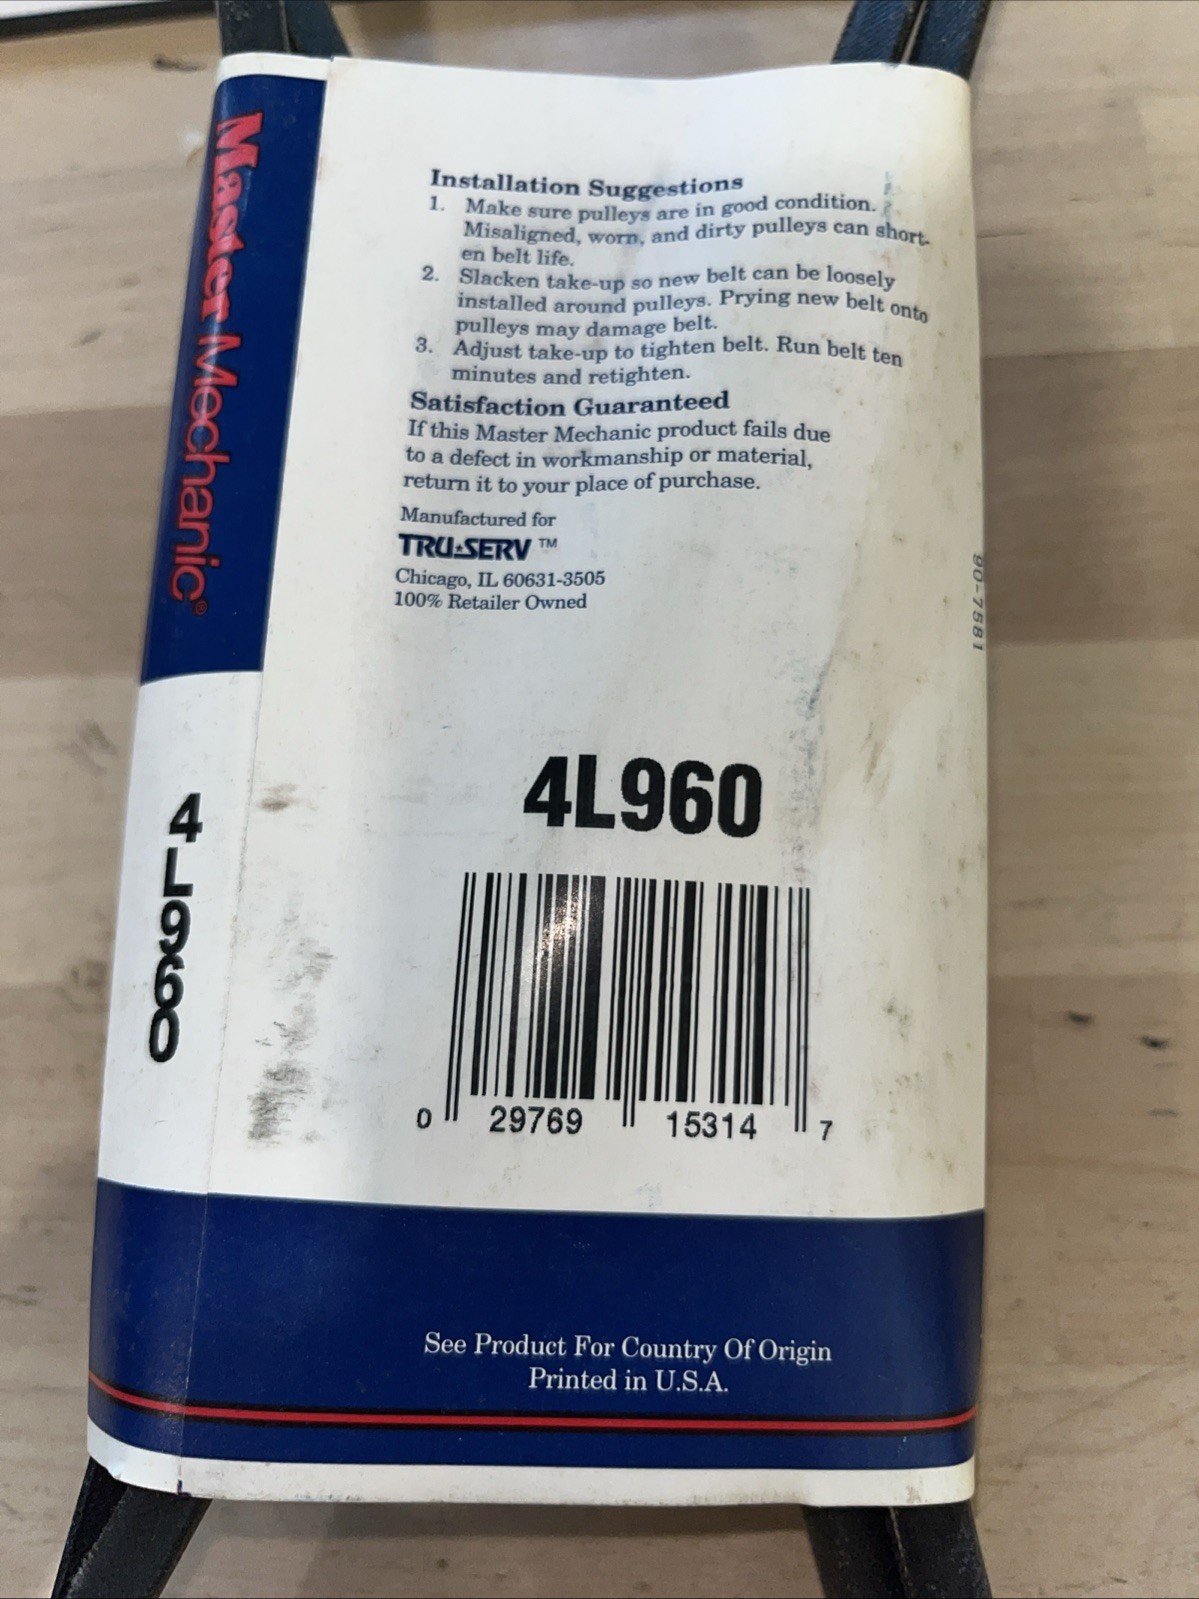 Master Mechanic®
Installation Suggestions
1. Make sure pulleys are in good condition.
Misaligned, worn, and dirty pulleys can short-
en belt life.
2. Slacken take-up so new belt can be loosely
installed around pulleys. Prying new belt onto
pulleys may damage belt.
3. Adjust take-up to tighten belt. Run belt ten
minutes and retighten.
Satisfaction Guaranteed
If this Master Mechanic product fails due
to a defect in workmanship or material,
return it to your place of purchase.
Manufactured for
TRU★SERV ™
Chicago, IL 60631-3505
100% Retailer Owned
90-7581
4L960
4L960
0 29769 15314 7
See Product For Country Of Origin
Printed in U.S.A.